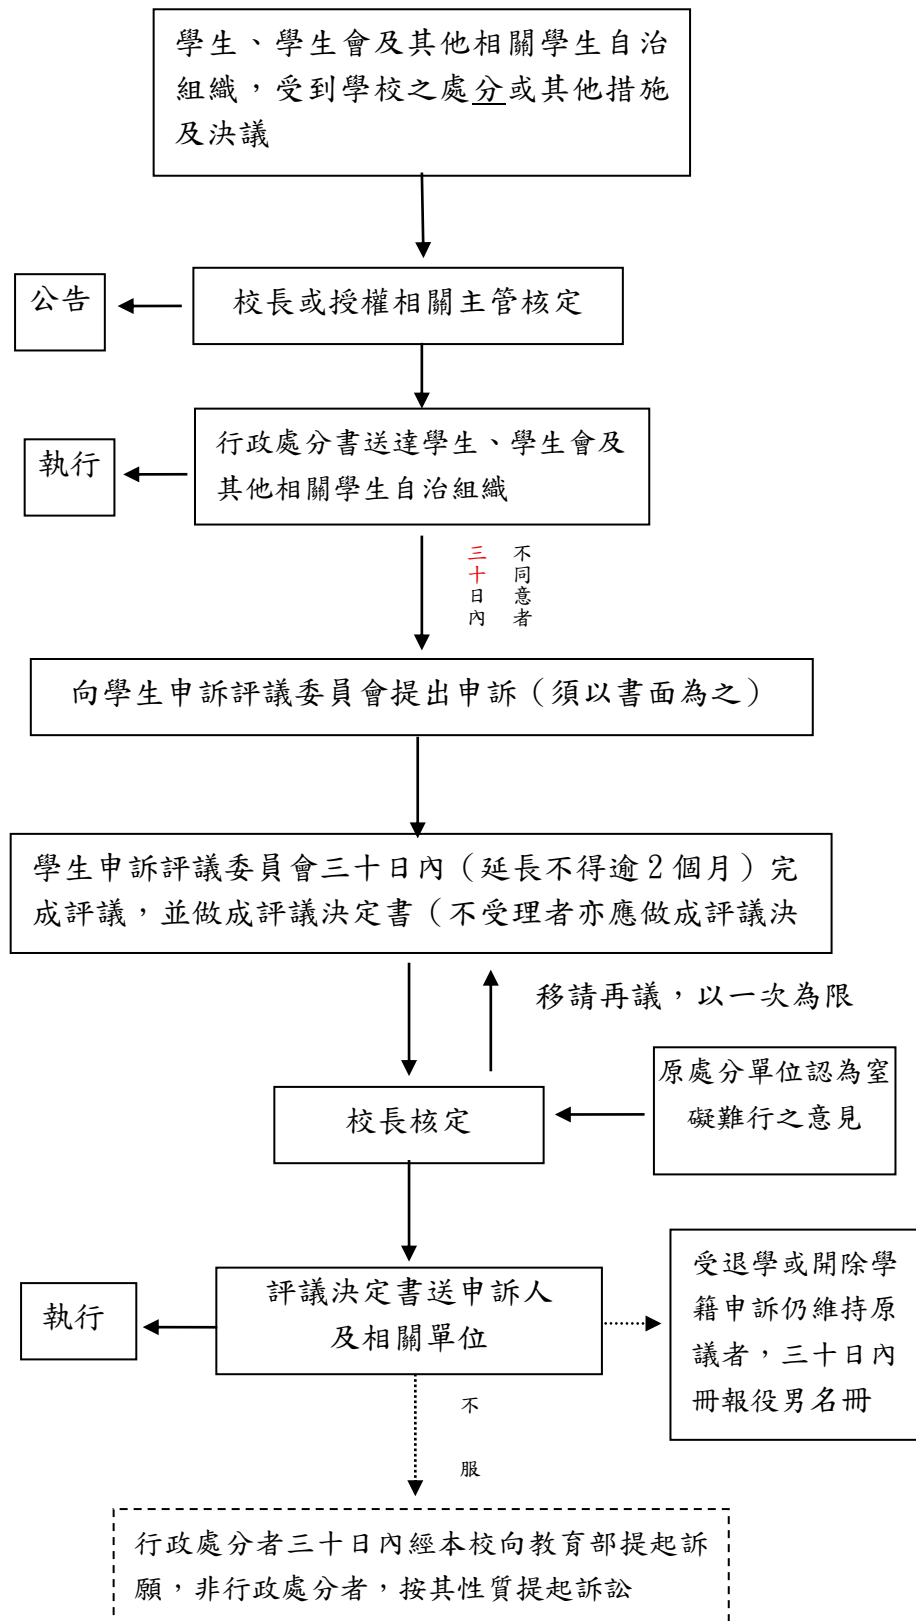 學生、學生會及其他相關學生自治
組織，受到學校之處分或其他措施
及決議
公告
校長或授權相關主管核定
執行
行政處分書送達學生、學生會及
其他相關學生自治組織
不同意者
三十日內
向學生申訴評議委員會提出申訴（須以書面為之）
學生申訴評議委員會三十日內（延長不得逾2個月）完
成評議，並做成評議決定書（不受理者亦應做成評議決
移請再議，以一次為限
原處分單位認為窒
礙難行之意見
校長核定
執行
評議決定書送申訴人
及相關單位
受退學或開除學
籍申訴仍維持原
議者，三十日內
冊報役男名冊
不服
行政處分者三十日內經本校向教育部提起訴
願，非行政處分者，按其性質提起訴訟